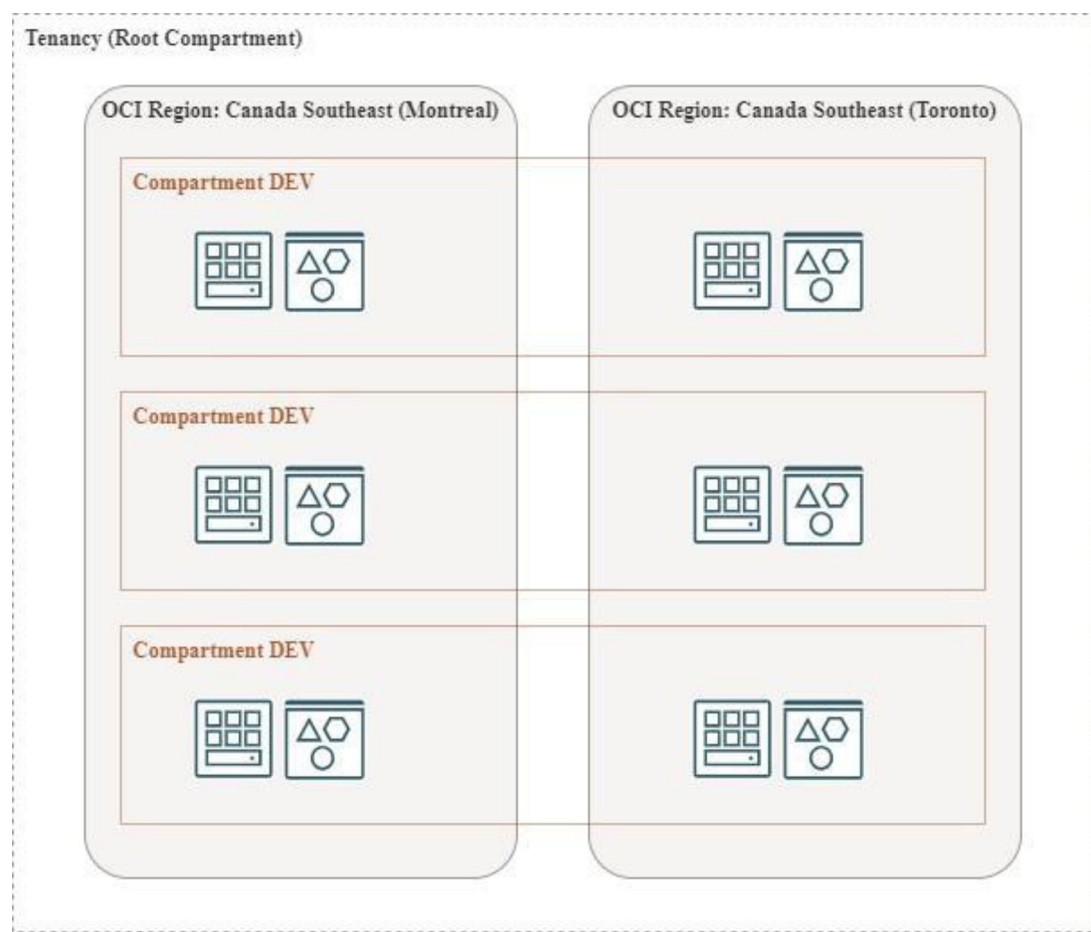 Tenancy (Root Compartment)
OCI Region: Canada Southeast (Montreal)
OCI Region: Canada Southeast (Toronto)
Compartment DEV
Compartment DEV
Compartment DEV